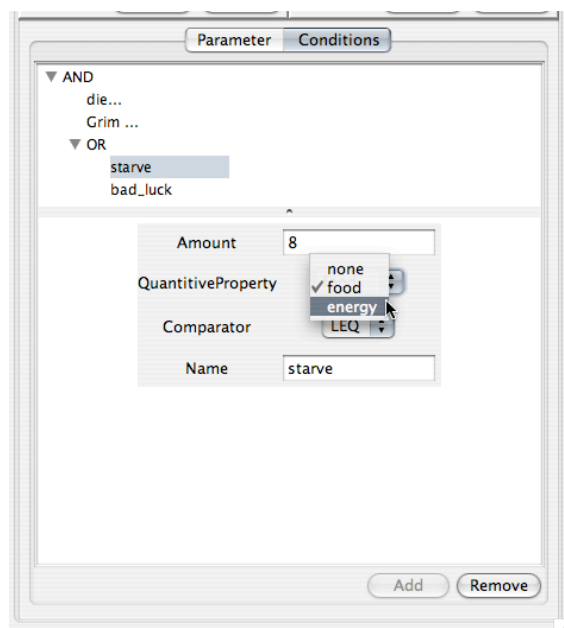 Parameter Conditions
AND
die...
Grim ...
OR
starve
bad_luck
Amount 8
none
QuantitiveProperty food
energy
Comparator LEQ
Name starve
Add Remove